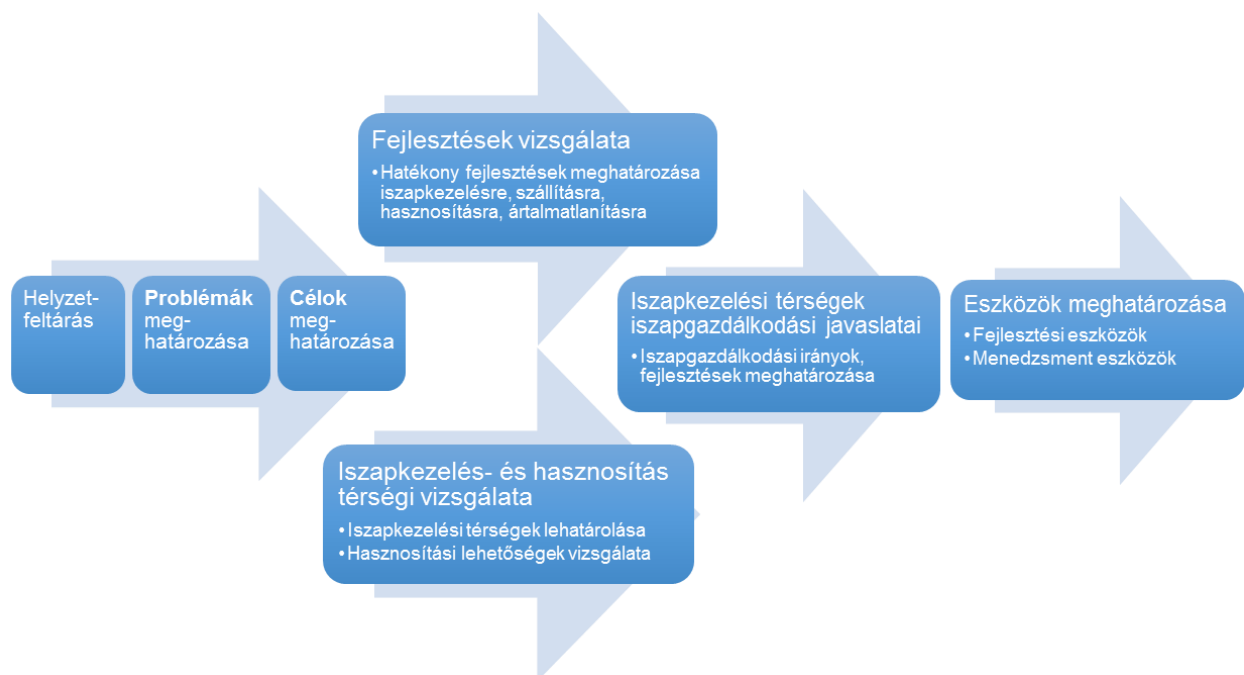 Helyzet-
feltárás
Problémák
meg-
határozása
Célok
meg-
határozása
Fejlesztések vizsgálata
• Hatékony fejlesztések meghatározása
iszapkezelésre, szállításra,
hasznosításra, ártalmatlanításra
Iszapkezelés- és hasznosítás
térségi vizsgálata
• Iszapkezelési térségek lehatárolása
• Hasznosítási lehetőségek vizsgálata
Iszapkezelési térségek
iszapgazdálkodási javaslatai
• Iszapgazdálkodási irányok,
fejlesztések meghatározása
Eszközök meghatározása
• Fejlesztési eszközök
• Menedzsment eszközök